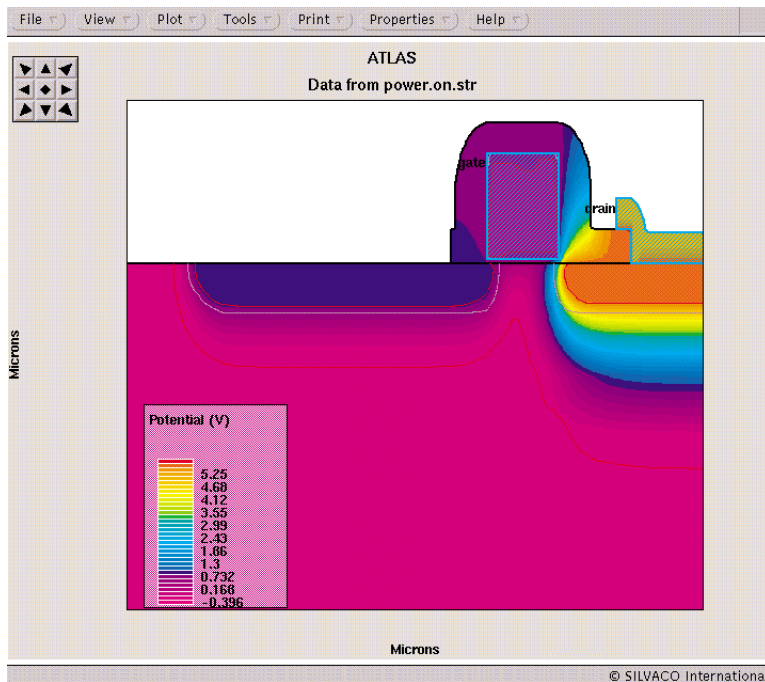 File View Plot Tools Print Properties Help
ATLAS
Data from power.on.str
gate
drain
Microns
Potential (V)
5.25
4.68
4.12
3.55
2.99
2.43
1.86
1.3
0.732
0.168
-0.396
Microns
© SILVACO Internationa